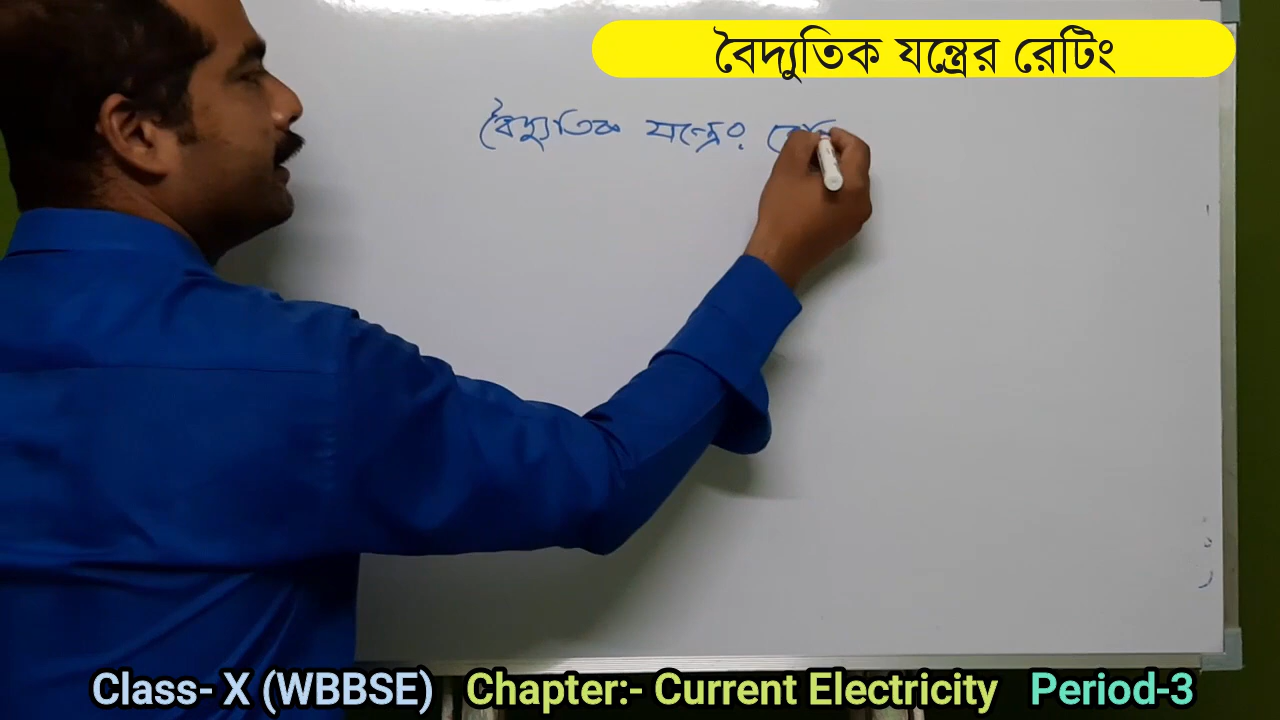 বৈদ্যুতিক যন্ত্রের রেটিং
বৈদ্যুতিক যন্ত্রের
Class- X (WBBSE) Chapter:- Current Electricity Period-3